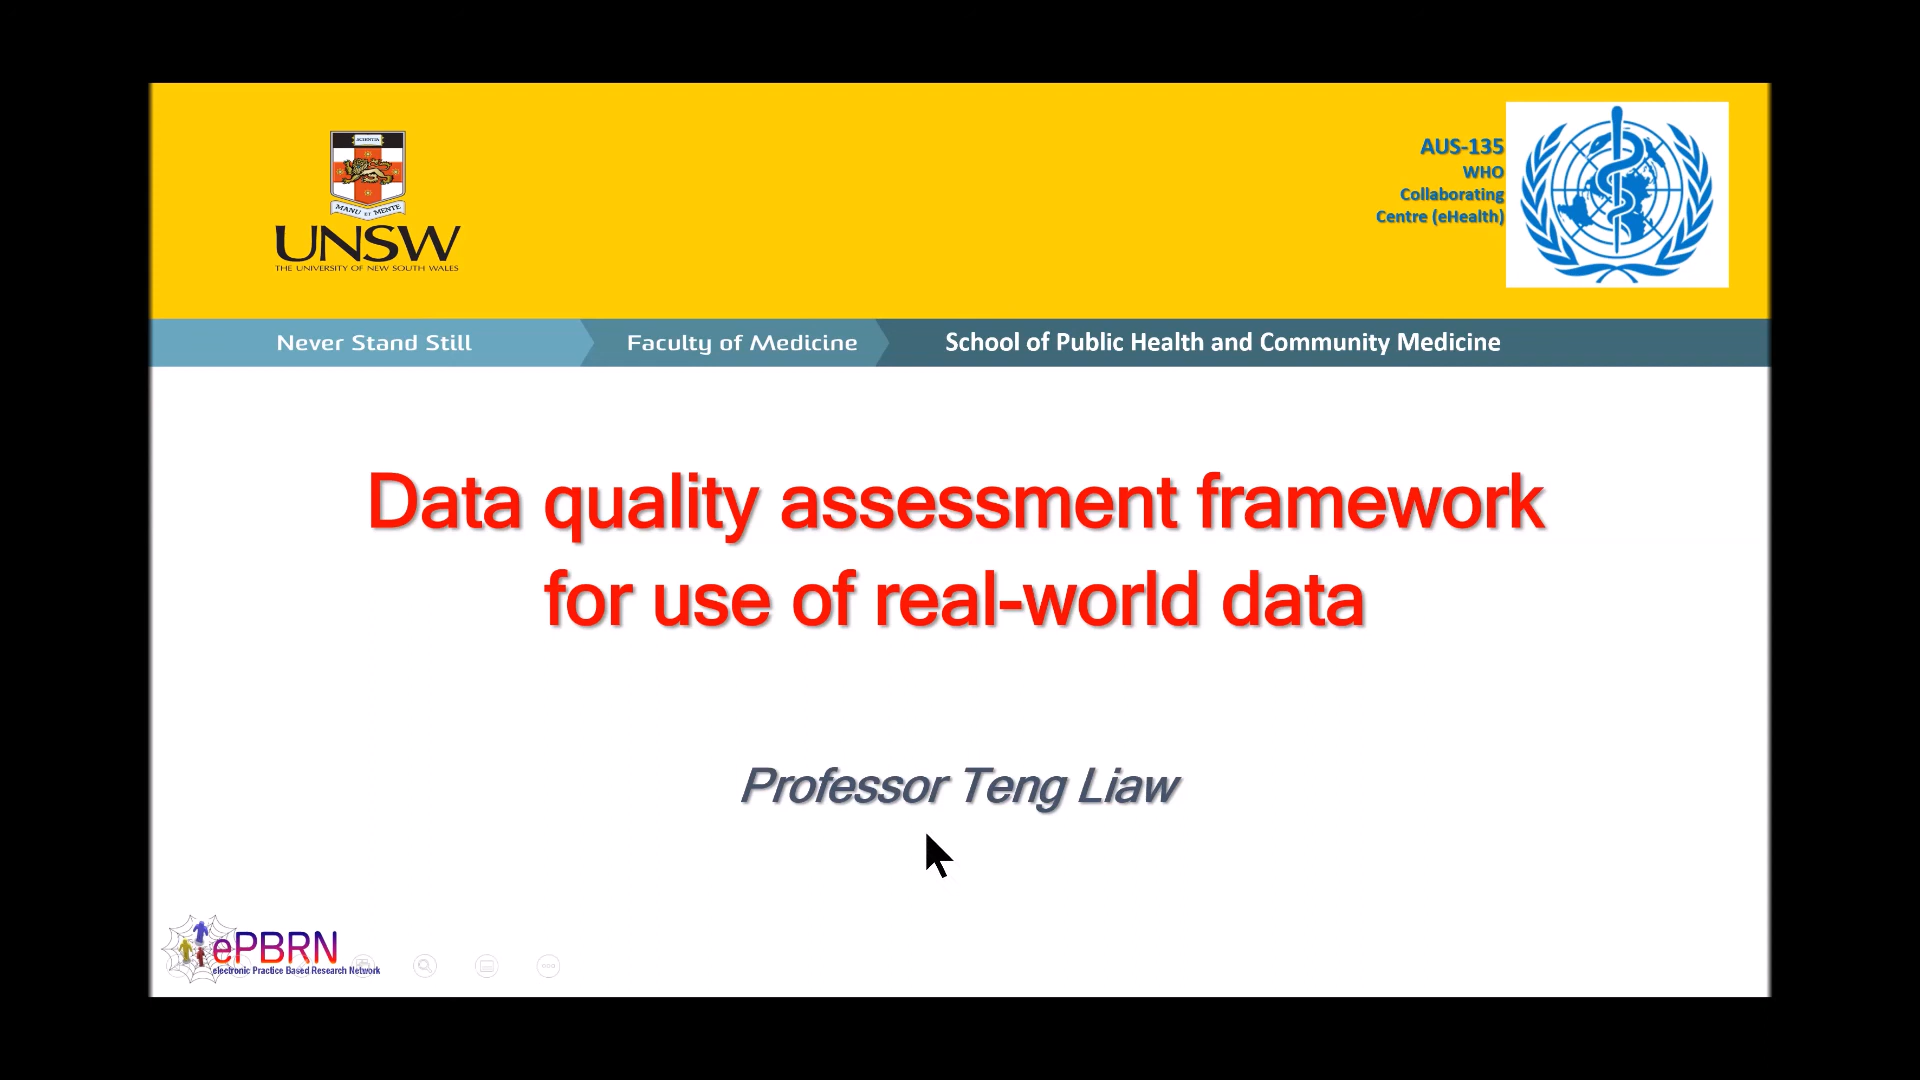 SCIENTIA
MANU ET MENTE
UNSW
THE UNIVERSITY OF NEW SOUTH WALES
AUS-135
WHO
Collaborating
Centre (eHealth)
Never Stand Still
Faculty of Medicine
School of Public Health and Community Medicine
Data quality assessment framework
for use of real-world data
Professor Teng Liaw
ePBRN
electronic Practice Based Research Network